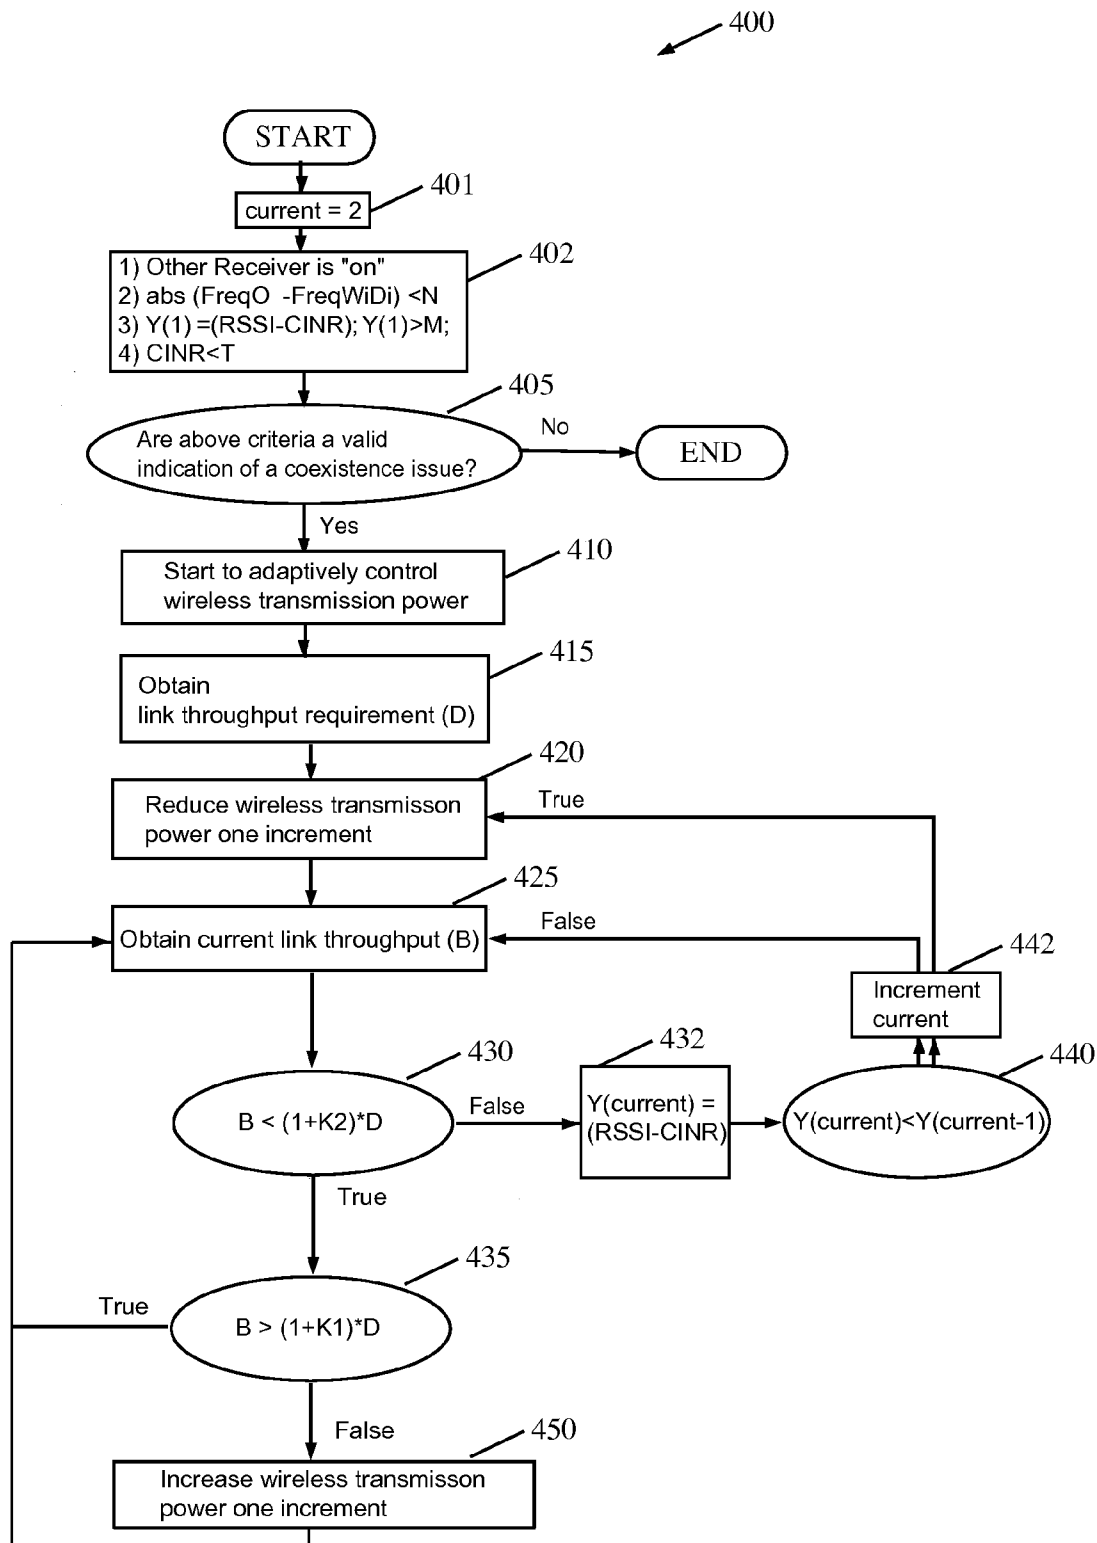 400
START
401
current = 2
402
1) Other Receiver is "on"
2) abs (FreqO -FreqWiDi) <N
3) Y(1) =(RSSI-CINR); Y(1)>M;
4) CINR<T
405
Are above criteria a valid
indication of a coexistence issue?
No
END
Yes
410
Start to adaptively control
wireless transmission power
415
Obtain
link throughput requirement (D)
420
Reduce wireless transmisson
power one increment
True
425
Obtain current link throughput (B)
False
442
Increment
current
430
B < (1+K2)*D
False
432
Y(current) =
(RSSI-CINR)
440
Y(current)<Y(current-1)
True
435
B > (1+K1)*D
True
False
450
Increase wireless transmisson
power one increment